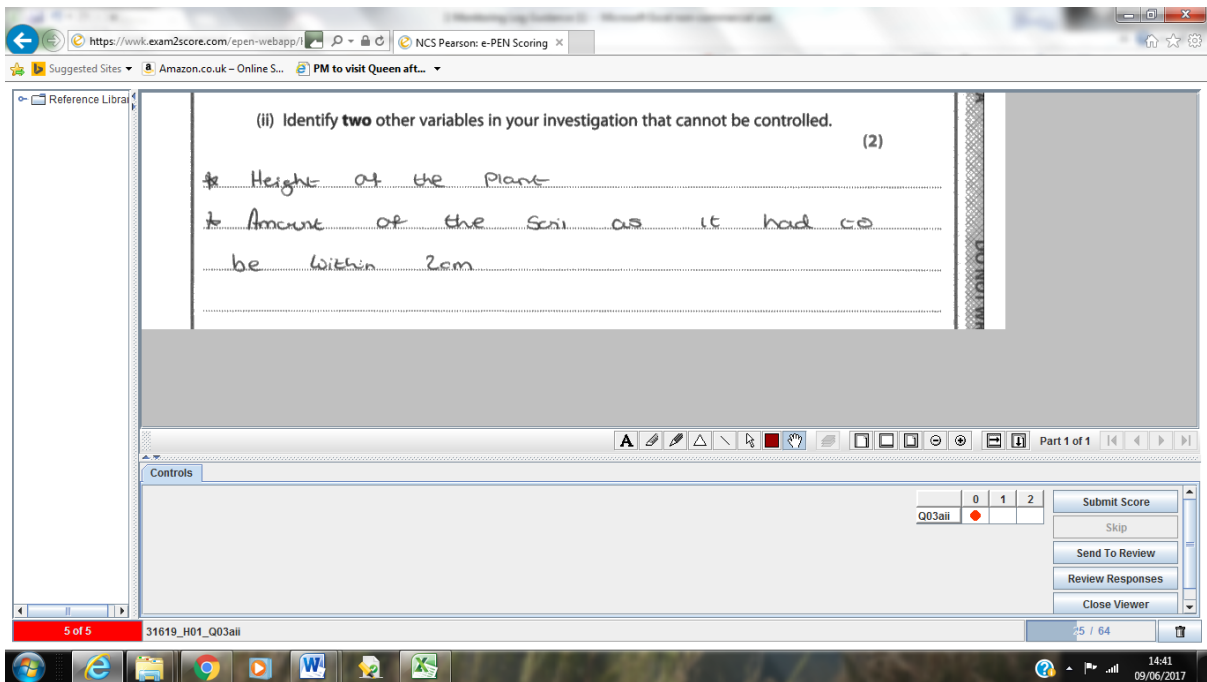 https://www.exam2score.com/epen-webapp/
NCS Pearson: e-PEN Scoring
Suggested Sites
Amazon.co.uk – Online S...
PM to visit Queen aft...
Reference Librar
(ii) Identify two other variables in your investigation that cannot be controlled.
(2)
* Height of the Plant
* Amount of the Soil as it had to
be within 2cm
Part 1 of 1
Controls
0 1 2
Q03aii
Submit Score
Skip
Send To Review
Review Responses
Close Viewer
5 of 5
31619_H01_Q03aii
25 / 64
14:41
09/06/2017